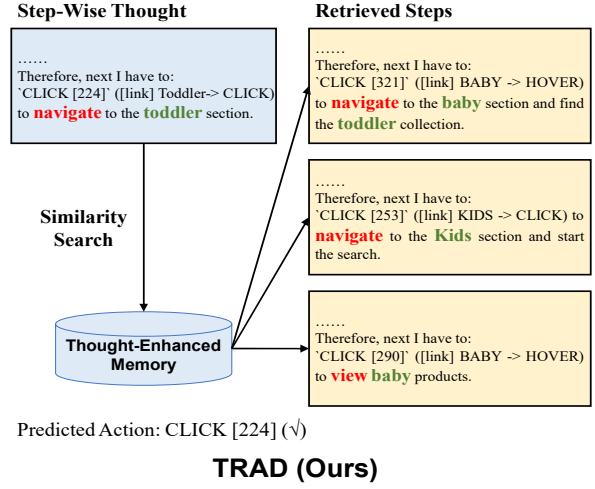 Step-Wise Thought
......
Therefore, next I have to:
`CLICK [224]` ([link] Toddler-> CLICK)
to navigate to the toddler section.
Similarity
Search
Thought-Enhanced
Memory
Retrieved Steps
......
Therefore, next I have to:
`CLICK [321]` ([link] BABY -> HOVER)
to navigate to the baby section and find
the toddler collection.
......
Therefore, next I have to:
`CLICK [253]` ([link] KIDS -> CLICK) to
navigate to the Kids section and start
the search.
......
Therefore, next I have to:
`CLICK [290]` ([link] BABY -> HOVER)
to view baby products.
Predicted Action: CLICK [224] (√)
TRAD (Ours)